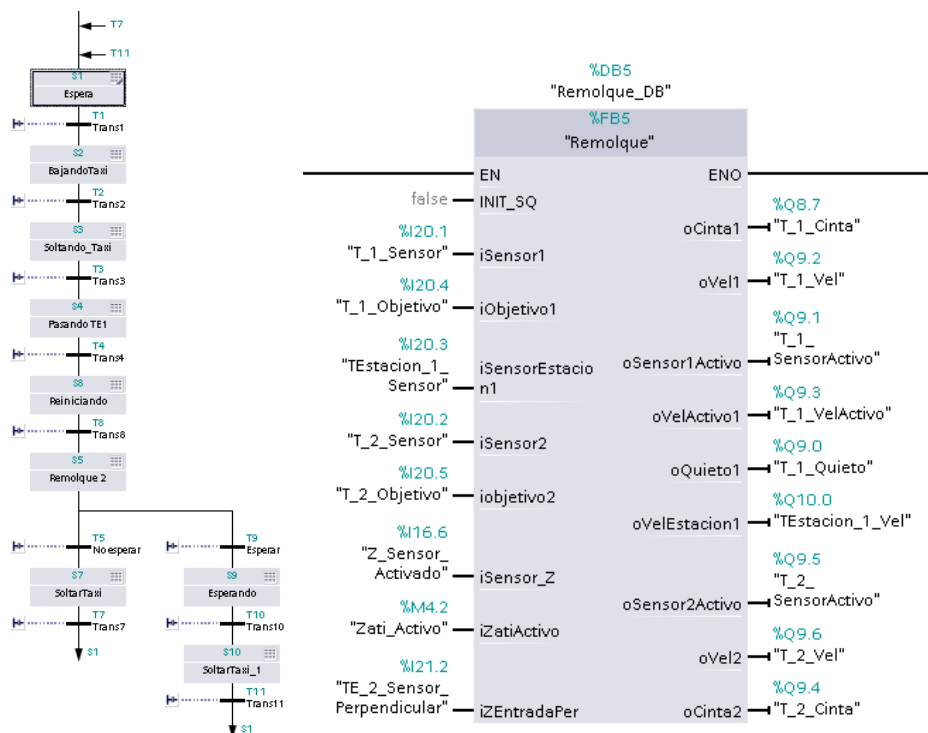 T7
T11
S1
Espera
T1
Trans1
S2
BajandoTaxi
T2
Trans2
S3
Soltando_Taxi
T3
Trans3
S4
Pasando TE1
T4
Trans4
S8
Reiniciando
T8
Trans8
S5
Remolque 2
T5
No esperar
T9
Esperar
S7
SoltarTaxi
S9
Esperando
T7
Trans7
T10
Trans10
S1
S10
SoltarTaxi_1
T11
Trans11
S1
%DB5
"Remolque_DB"
%FB5
"Remolque"
EN
ENO
false
INIT_SQ
%Q8.7
oCinta1
"T_1_Cinta"
%I20.1
"T_1_Sensor"
iSensor1
%Q9.2
oVel1
"T_1_Vel"
%I20.4
"T_1_Objetivo"
iObjetivo1
%Q9.1
"T_1_
oSensor1Activo
SensorActivo"
%I20.3
"TEstacion_1_
Sensor"
iSensorEstacio
n1
%Q9.3
oVelActivo1
"T_1_VelActivo"
%I20.2
"T_2_Sensor"
iSensor2
%Q9.0
oQuieto1
"T_1_Quieto"
%I20.5
"T_2_Objetivo"
iobjetivo2
%Q10.0
oVelEstacion1
"TEstacion_1_Vel"
%I16.6
"Z_Sensor_
Activado"
iSensor_Z
%Q9.5
"T_2_
oSensor2Activo
SensorActivo"
%M4.2
"Zati_Activo"
iZatiActivo
%Q9.6
oVel2
"T_2_Vel"
%I21.2
"TE_2_Sensor_
Perpendicular"
iZEntradaPer
%Q9.4
oCinta2
"T_2_Cinta"